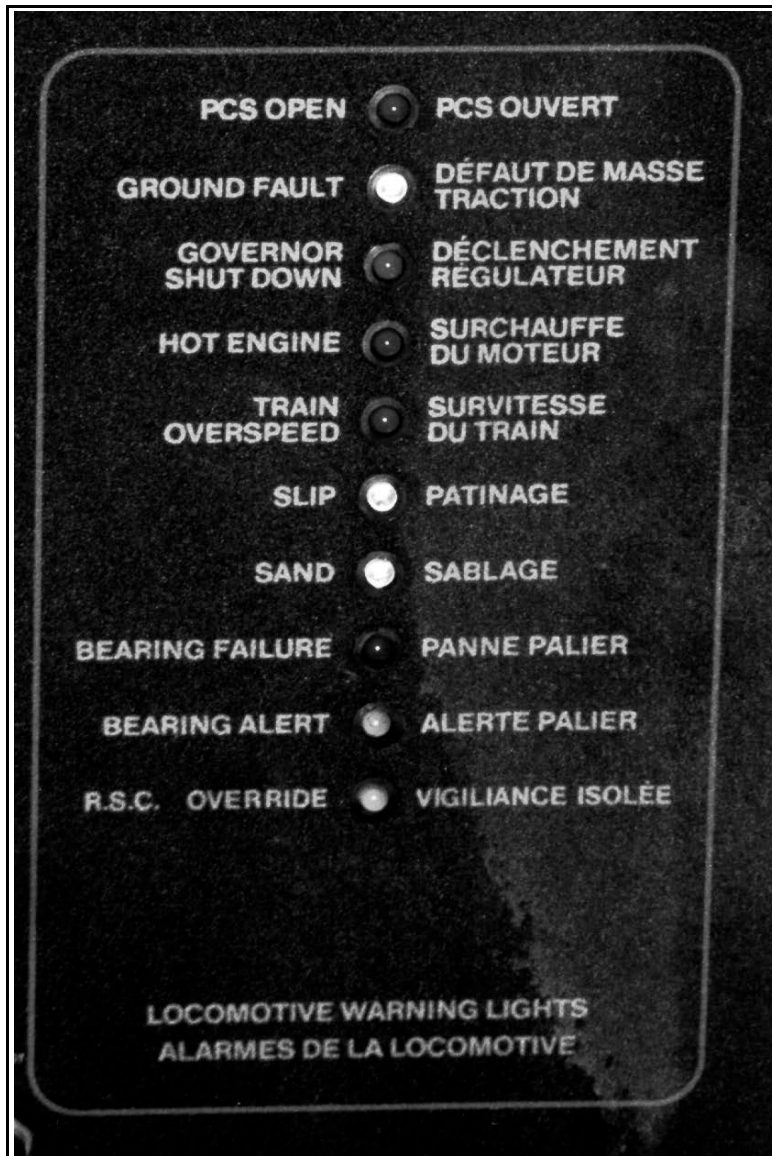 PCS OPEN PCS OUVERT
GROUND FAULT DÉFAUT DE MASSE
TRACTION
GOVERNOR DÉCLENCHEMENT
SHUT DOWN RÉGULATEUR
HOT ENGINE SURCHAUFFE
DU MOTEUR
TRAIN SURVITESSE
OVERSPEED DU TRAIN
SLIP PATINAGE
SAND SABLAGE
BEARING FAILURE PANNE PALIER
BEARING ALERT ALERTE PALIER
R.S.C. OVERRIDE VIGILIANCE ISOLÉE
LOCOMOTIVE WARNING LIGHTS
ALARMES DE LA LOCOMOTIVE